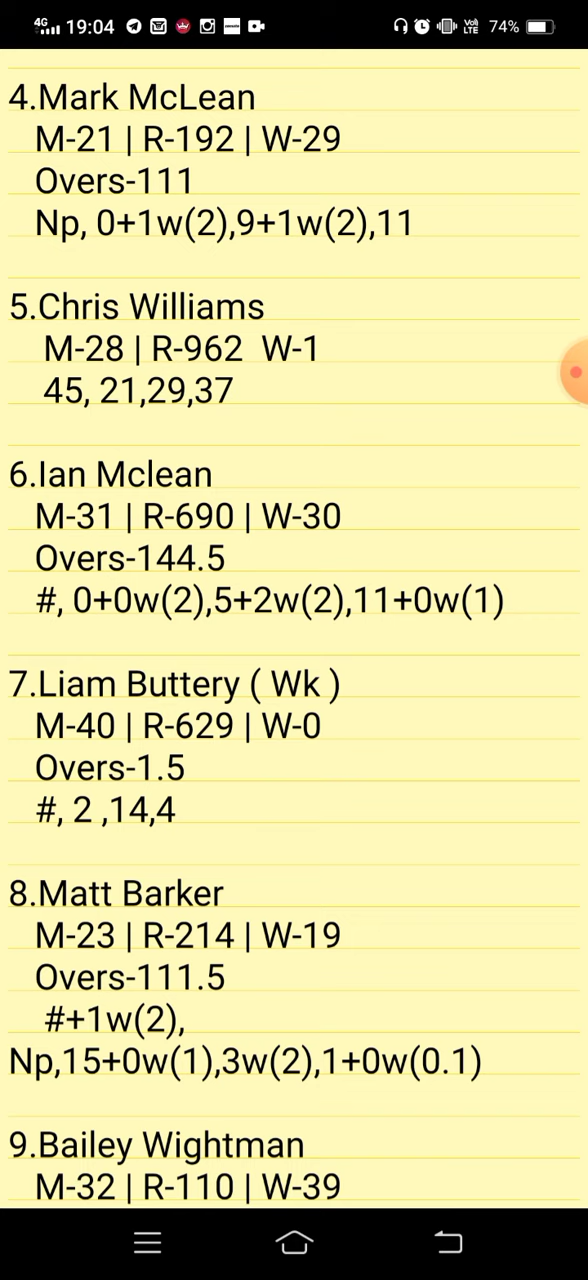 4G 19:04 Vo) LTE 74%
4.Mark McLean
M-21 | R-192 | W-29
Overs-111
Np, 0+1w(2),9+1w(2),11
5.Chris Williams
M-28 | R-962 W-1
45, 21,29,37
6.Ian Mclean
M-31 | R-690 | W-30
Overs-144.5
#, 0+0w(2),5+2w(2),11+0w(1)
7.Liam Buttery ( Wk )
M-40 | R-629 | W-0
Overs-1.5
#, 2 ,14,4
8.Matt Barker
M-23 | R-214 | W-19
Overs-111.5
#+1w(2),
Np,15+0w(1),3w(2),1+0w(0.1)
9.Bailey Wightman
M-32 | R-110 | W-39